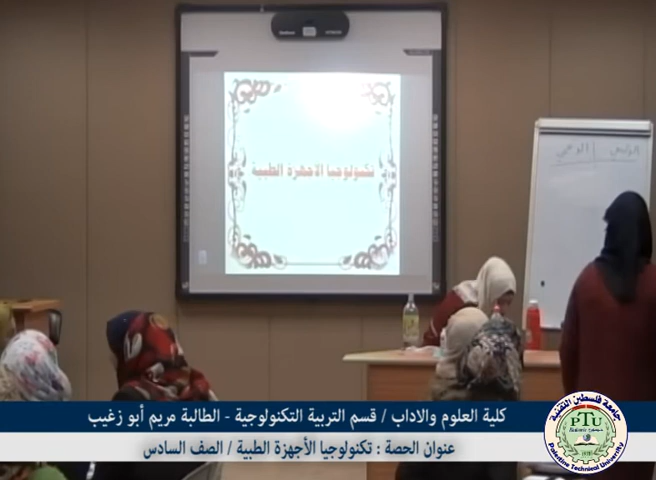 تكنولوجيا الأجهزة الطبية
كلية العلوم والاداب / قسم التربية التكنولوجية - الطالبة مريم أبو زغيب
عنوان الحصة : تكنولوجيا الأجهزة الطبية / الصف السادس
جامعة فلسطين التقنية
PTU
Palestine Technical University